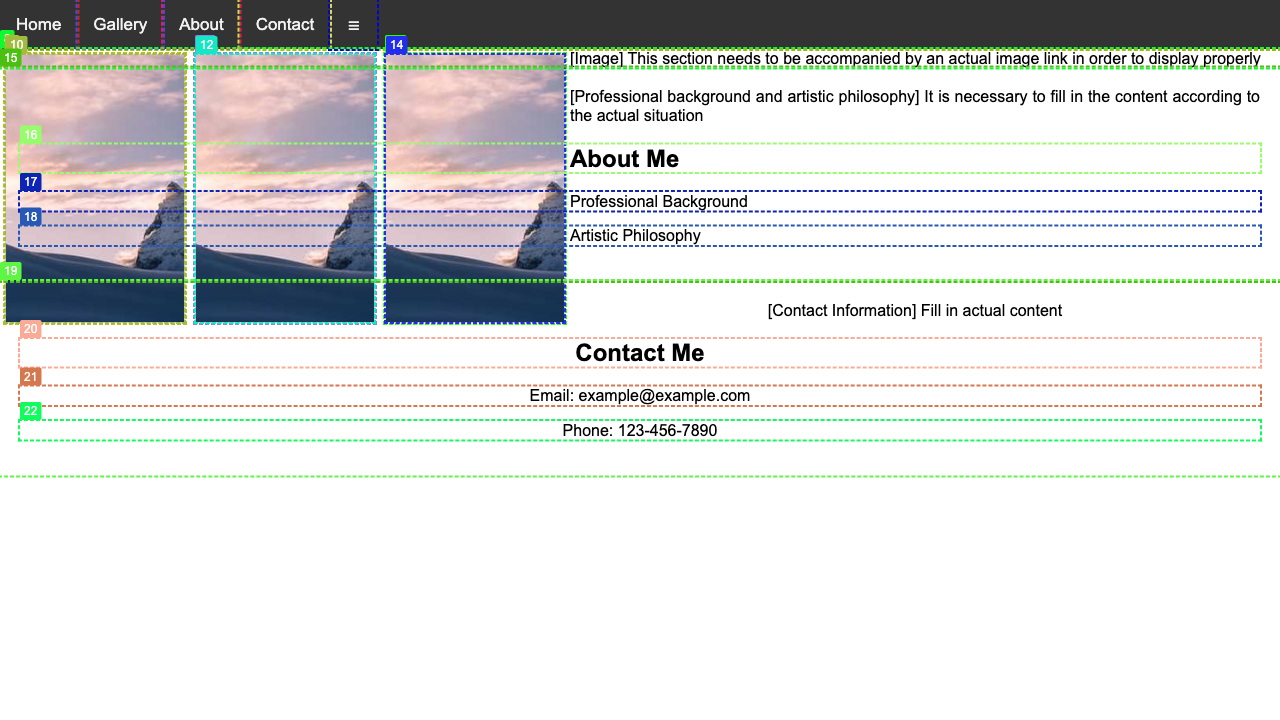 Home Gallery About Contact ≡
10 12 14
15 [Image] This section needs to be accompanied by an actual image link in order to display properly
[Professional background and artistic philosophy] It is necessary to fill in the content according to
the actual situation
16
About Me
17
Professional Background
18
Artistic Philosophy
19
[Contact Information] Fill in actual content
20
Contact Me
21
Email: example@example.com
22
Phone: 123-456-7890